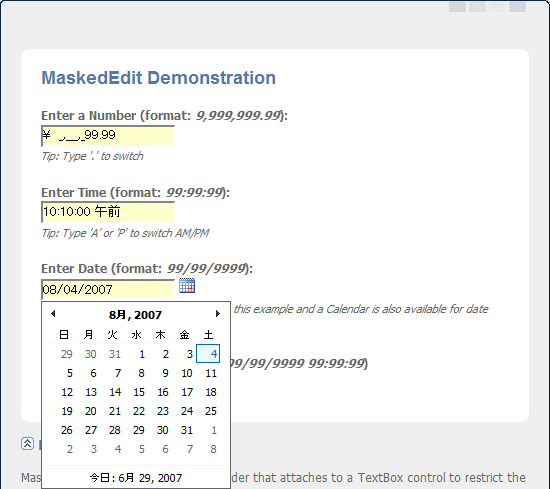 MaskedEdit Demonstration
Enter a Number (format: 9,999,999.99):
¥ _,___,_99.99
Tip: Type '.' to switch
Enter Time (format: 99:99:99):
10:10:00 午前
Tip: Type 'A' or 'P' to switch AM/PM
Enter Date (format: 99/99/9999):
08/04/2007
this example and a Calendar is also available for date
8月, 2007
日 月 火 水 木 金 土
29 30 31 1 2 3 4
99/99/9999 99:99:99)
5 6 7 8 9 10 11
12 13 14 15 16 17 18
19 20 21 22 23 24 25
26 27 28 29 30 31 1
2 3 4 5 6 7 8
今日: 6月 29, 2007
der that attaches to a TextBox control to restrict the